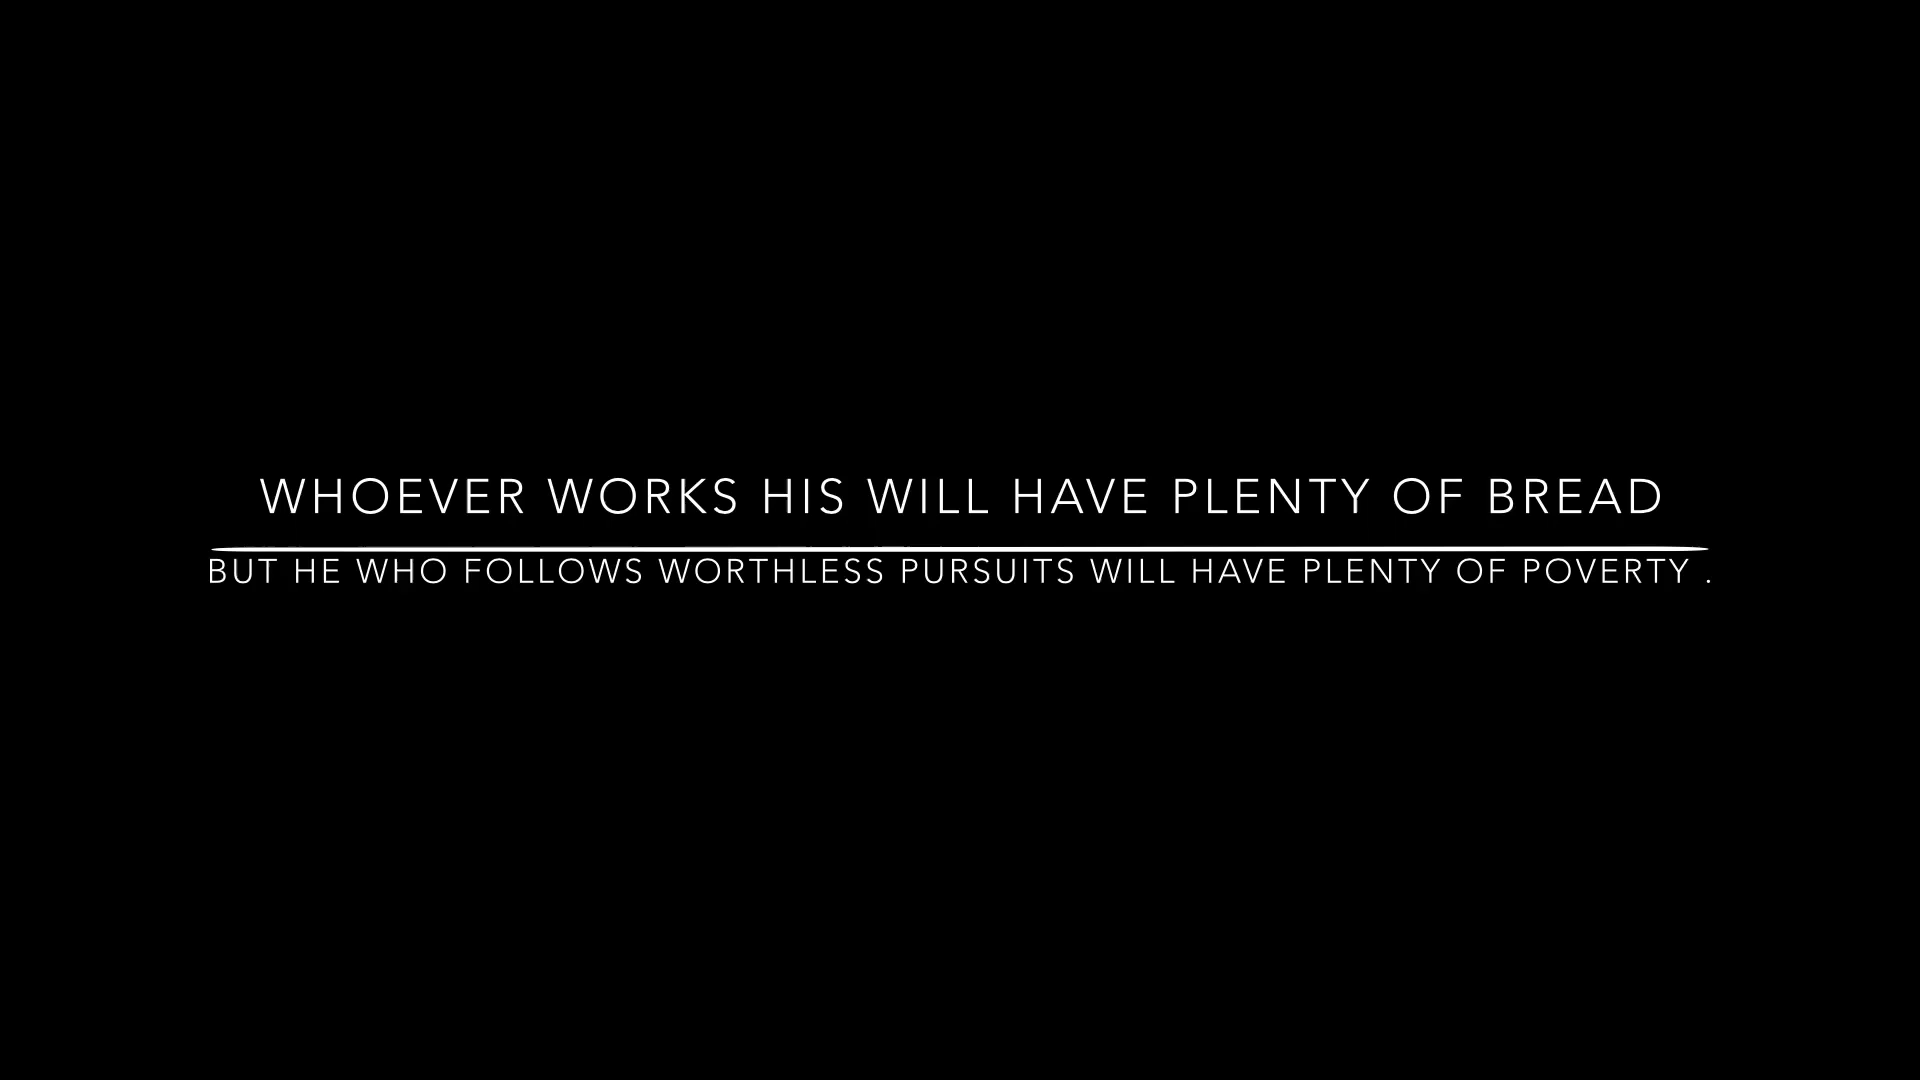 WHOEVER WORKS HIS WILL HAVE PLENTY OF BREAD
BUT HE WHO FOLLOWS WORTHLESS PURSUITS WILL HAVE PLENTY OF POVERTY .